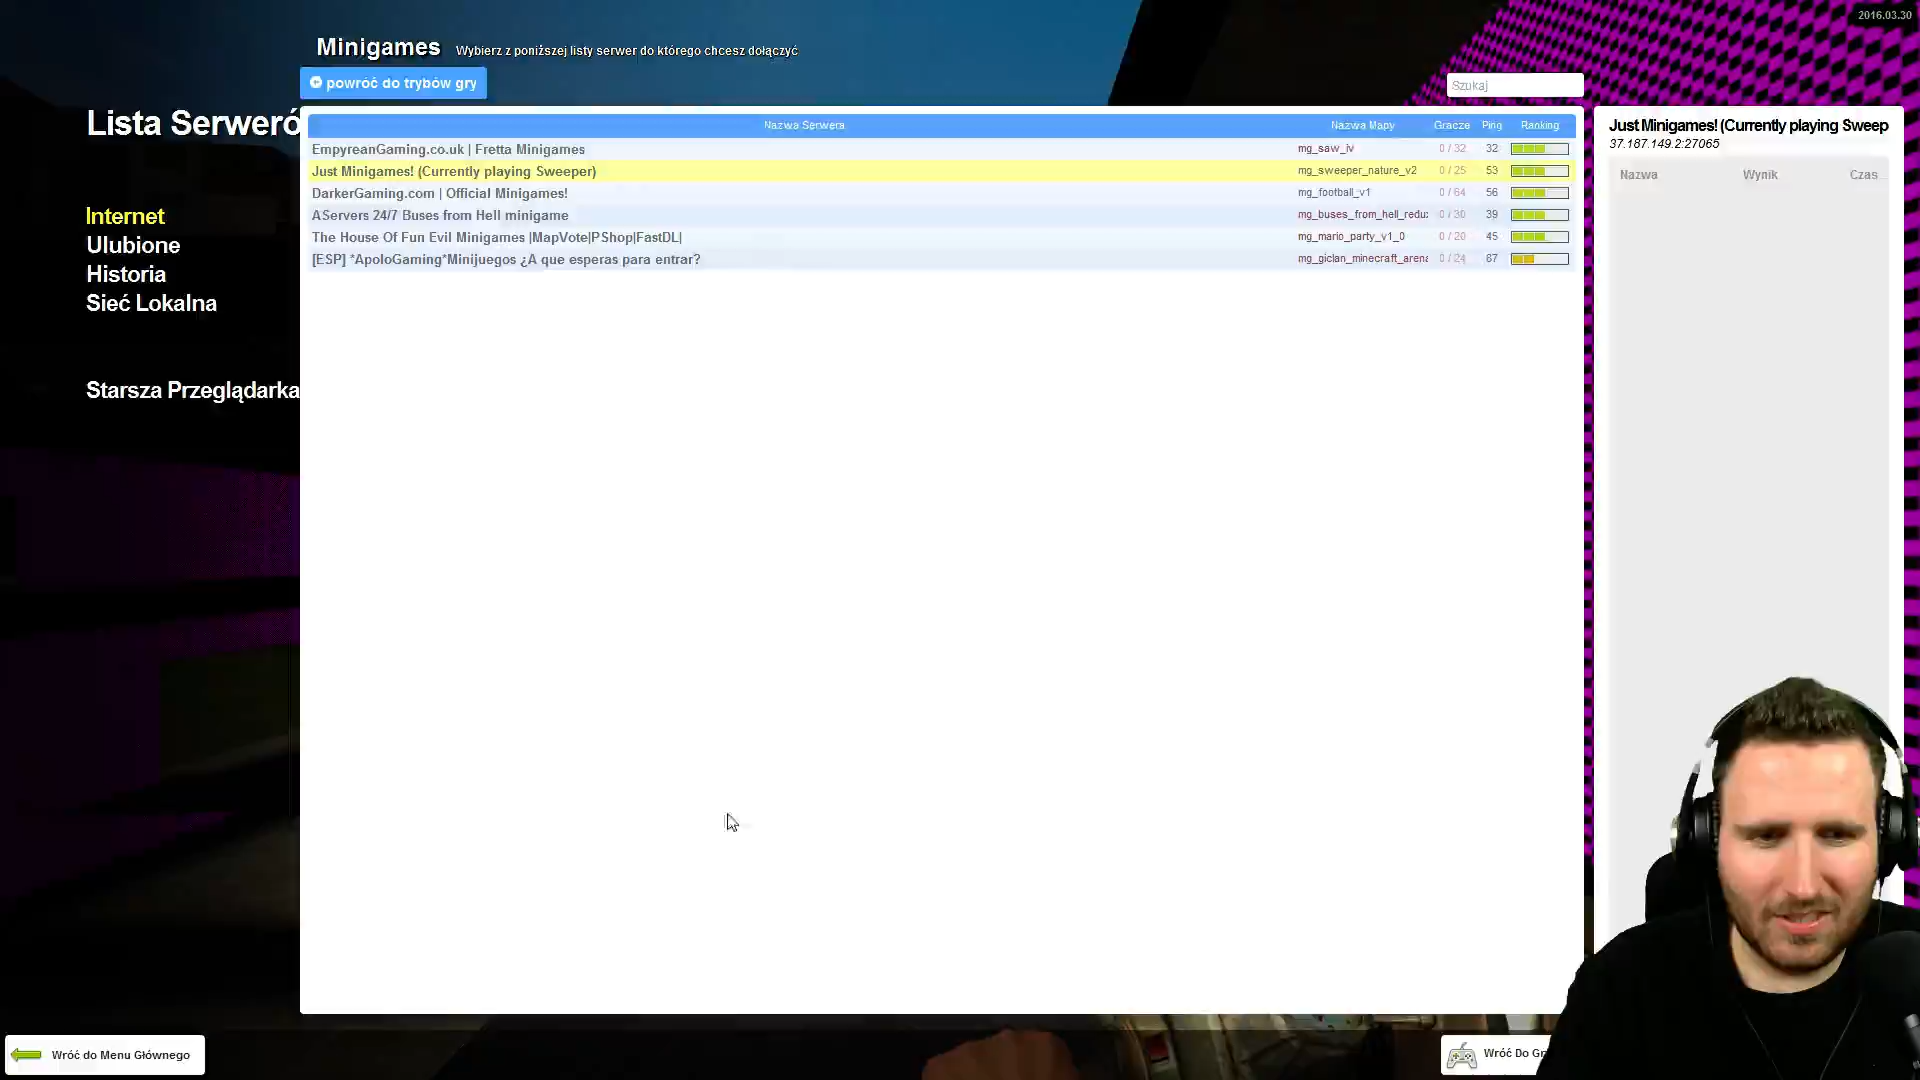 2016.03.30
Minigames Wybierz z poniższej listy serwer do którego chcesz dołączyć
powróć do trybów gry
Szukaj
Lista Serweró
Nazwa Serwera Nazwa Mapy Gracze Ping Ranking
EmpyreanGaming.co.uk | Fretta Minigames mg_saw_iv 0 / 32 32
Just Minigames! (Currently playing Sweeper) mg_sweeper_nature_v2 0 / 25 53
DarkerGaming.com | Official Minigames! mg_football_v1 0 / 64 56
AServers 24/7 Buses from Hell minigame mg_buses_from_hell_redu 0 / 30 39
The House Of Fun Evil Minigames |MapVote|PShop|FastDL| mg_mario_party_v1_0 0 / 20 45
[ESP] *ApoloGaming*Minijuegos ¿A que esperas para entrar? mg_giclan_minecraft_arena 0 / 24 67
Just Minigames! (Currently playing Sweep
37.187.149.2:27065
Nazwa Wynik Czas
Internet
Ulubione
Historia
Sieć Lokalna
Starsza Przeglądarka
Wróć do Menu Głównego
Wróć Do Gr